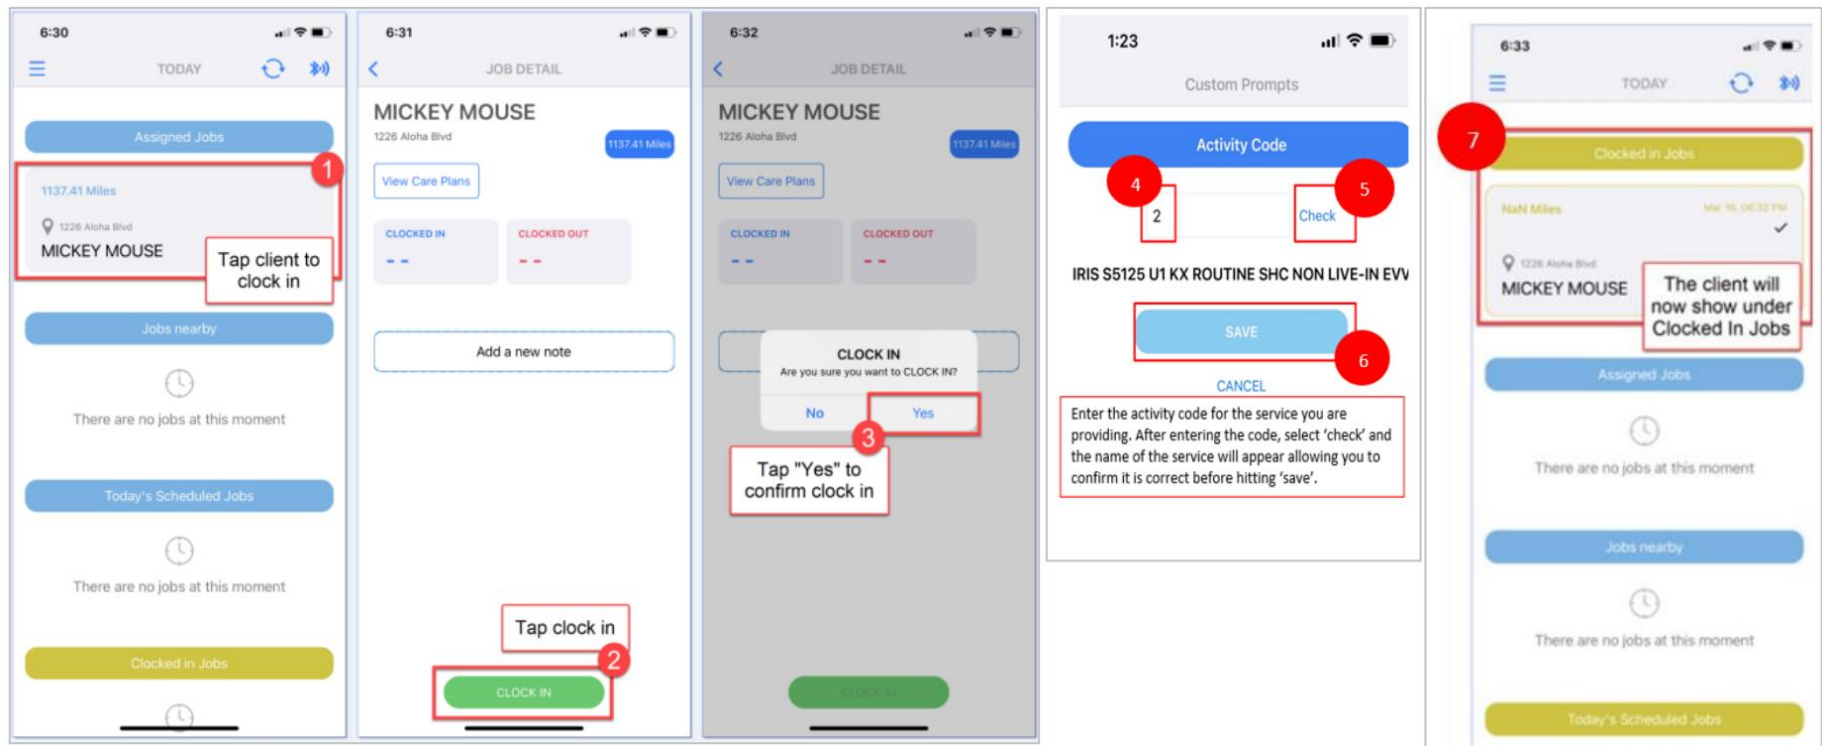 6:30
TODAY
Assigned Jobs
1
1137.41 Miles
1226 Aloha Blvd
MICKEY MOUSE
Tap client to
clock in
Jobs nearby
There are no jobs at this moment
Today's Scheduled Jobs
There are no jobs at this moment
Clocked in Jobs
6:31
JOB DETAIL
MICKEY MOUSE
1226 Aloha Blvd
1137.41 Miles
View Care Plans
CLOCKED IN
--
CLOCKED OUT
--
Add a new note
Tap clock in
2
CLOCK IN
6:32
JOB DETAIL
MICKEY MOUSE
1226 Aloha Blvd
1137.41 Miles
View Care Plans
CLOCKED IN
--
CLOCKED OUT
--
CLOCK IN
Are you sure you want to CLOCK IN?
No
Yes
3
Tap "Yes" to
confirm clock in
CLOCK IN
1:23
Custom Prompts
Activity Code
4
5
2
Check
IRIS S5125 U1 KX ROUTINE SHC NON LIVE-IN EVV
SAVE
6
CANCEL
Enter the activity code for the service you are
providing. After entering the code, select ‘check’ and
the name of the service will appear allowing you to
confirm it is correct before hitting ‘save’.
6:33
TODAY
7
Clocked in Jobs
NaN Miles
Mar 16, 06:32 PM
1226 Aloha Blvd
MICKEY MOUSE
The client will
now show under
Clocked In Jobs
Assigned Jobs
There are no jobs at this moment
Jobs nearby
There are no jobs at this moment
Today's Scheduled Jobs